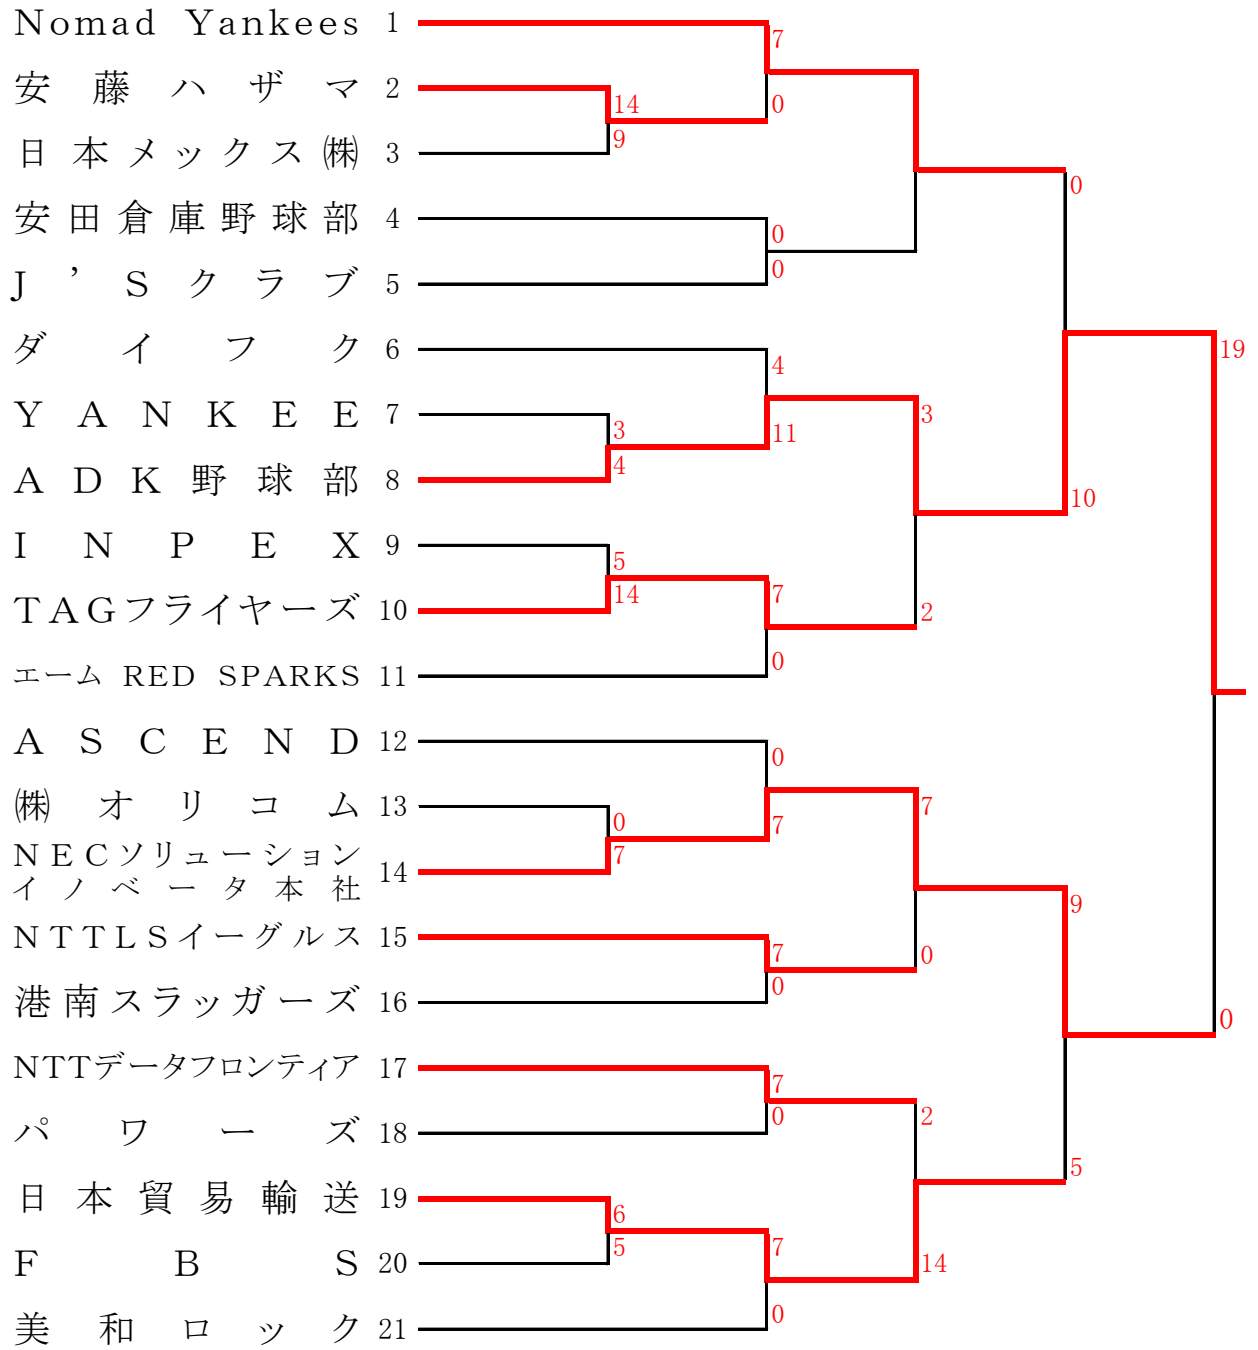 Nomad Yankees 1
7
安藤ハザマ 2
14
0
9
日本メックス㈱ 3
0
安田倉庫野球部 4
0
0
J’Sクラブ 5
ダイフク 6
19
4
YANKEE 7
3
3
11
4
ADK野球部 8
10
INPEX 9
5
TAGフライヤーズ 10
14
7
2
0
エーム RED SPARKS 11
ASCEND 12
0
㈱オリコム 13
7
0
7
7
NECソリューション
イノベータ本社 14
9
NTTLSイーグルス 15
7
0
0
港南スラッガーズ 16
0
NTTデータフロンティア 17
7
0
2
パワーズ 18
5
日本貿易輸送 19
6
7
5
FBS 20
14
0
美和ロック 21